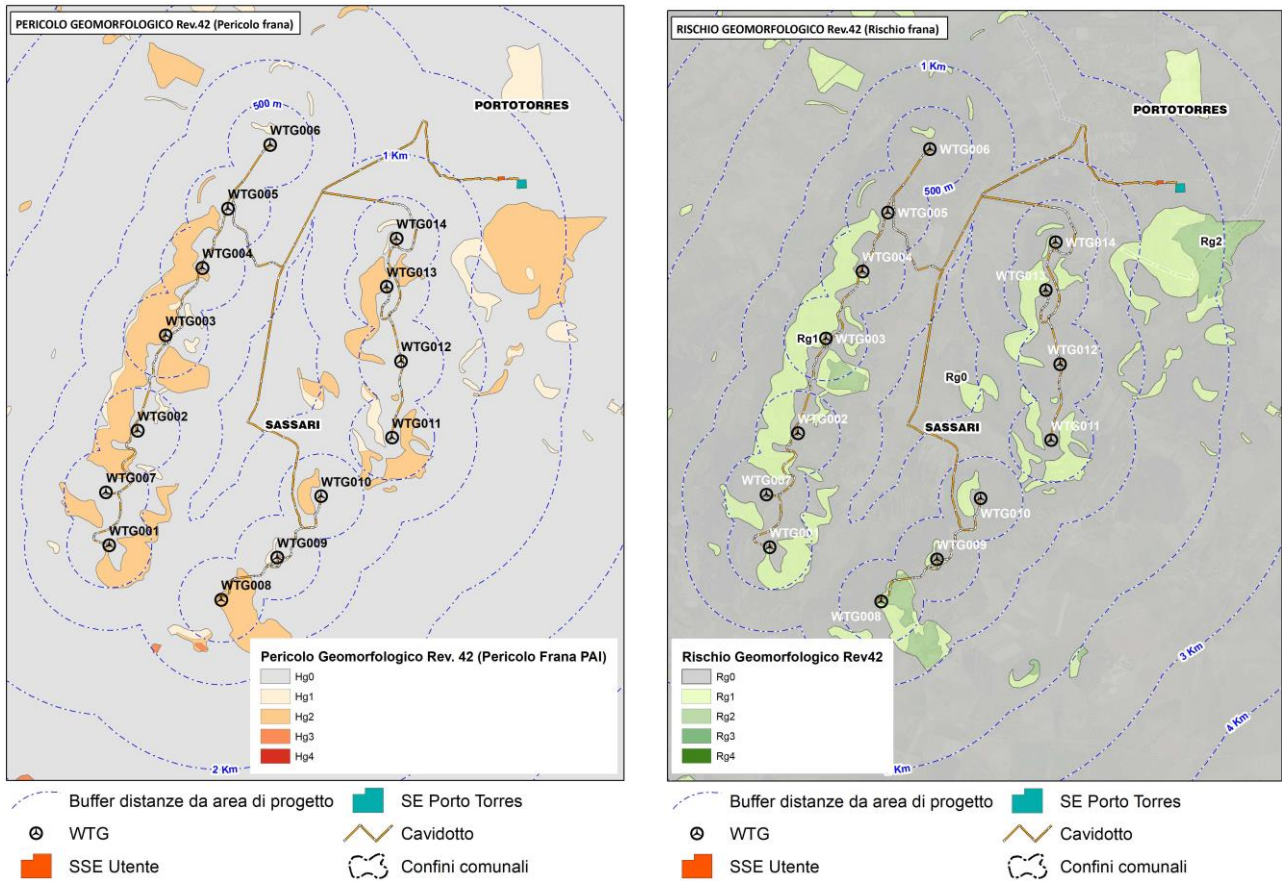 PERICOLO GEOMORFOLOGICO Rev.42 (Pericolo frana)
PORTOTORRES
500 m
WTG006
1 Km
WTG005
WTG014
WTG004
WTG013
WTG003
WTG012
WTG002
SASSARI
WTG011
WTG007
WTG010
WTG001
WTG009
WTG008
Pericolo Geomorfologico Rev. 42 (Pericolo Frana PAI)
Hg0
Hg1
Hg2
Hg3
Hg4
2 Km
Buffer distanze da area di progetto
SE Porto Torres
WTG
Cavidotto
SSE Utente
Confini comunali
RISCHIO GEOMORFOLOGICO Rev.42 (Rischio frana)
1 Km
PORTOTORRES
WTG006
500 m
WTG005
WTG014
Rg2
WTG004
WTG013
Rg1
WTG003
WTG012
Rg0
WTG002
SASSARI
WTG011
WTG007
WTG010
WTG00
WTG009
WTG008
Rischio Geomorfologico Rev42
Rg0
Rg1
Rg2
Rg3
Rg4
3 Km
4 Km
Km
Buffer distanze da area di progetto
SE Porto Torres
WTG
Cavidotto
SSE Utente
Confini comunali